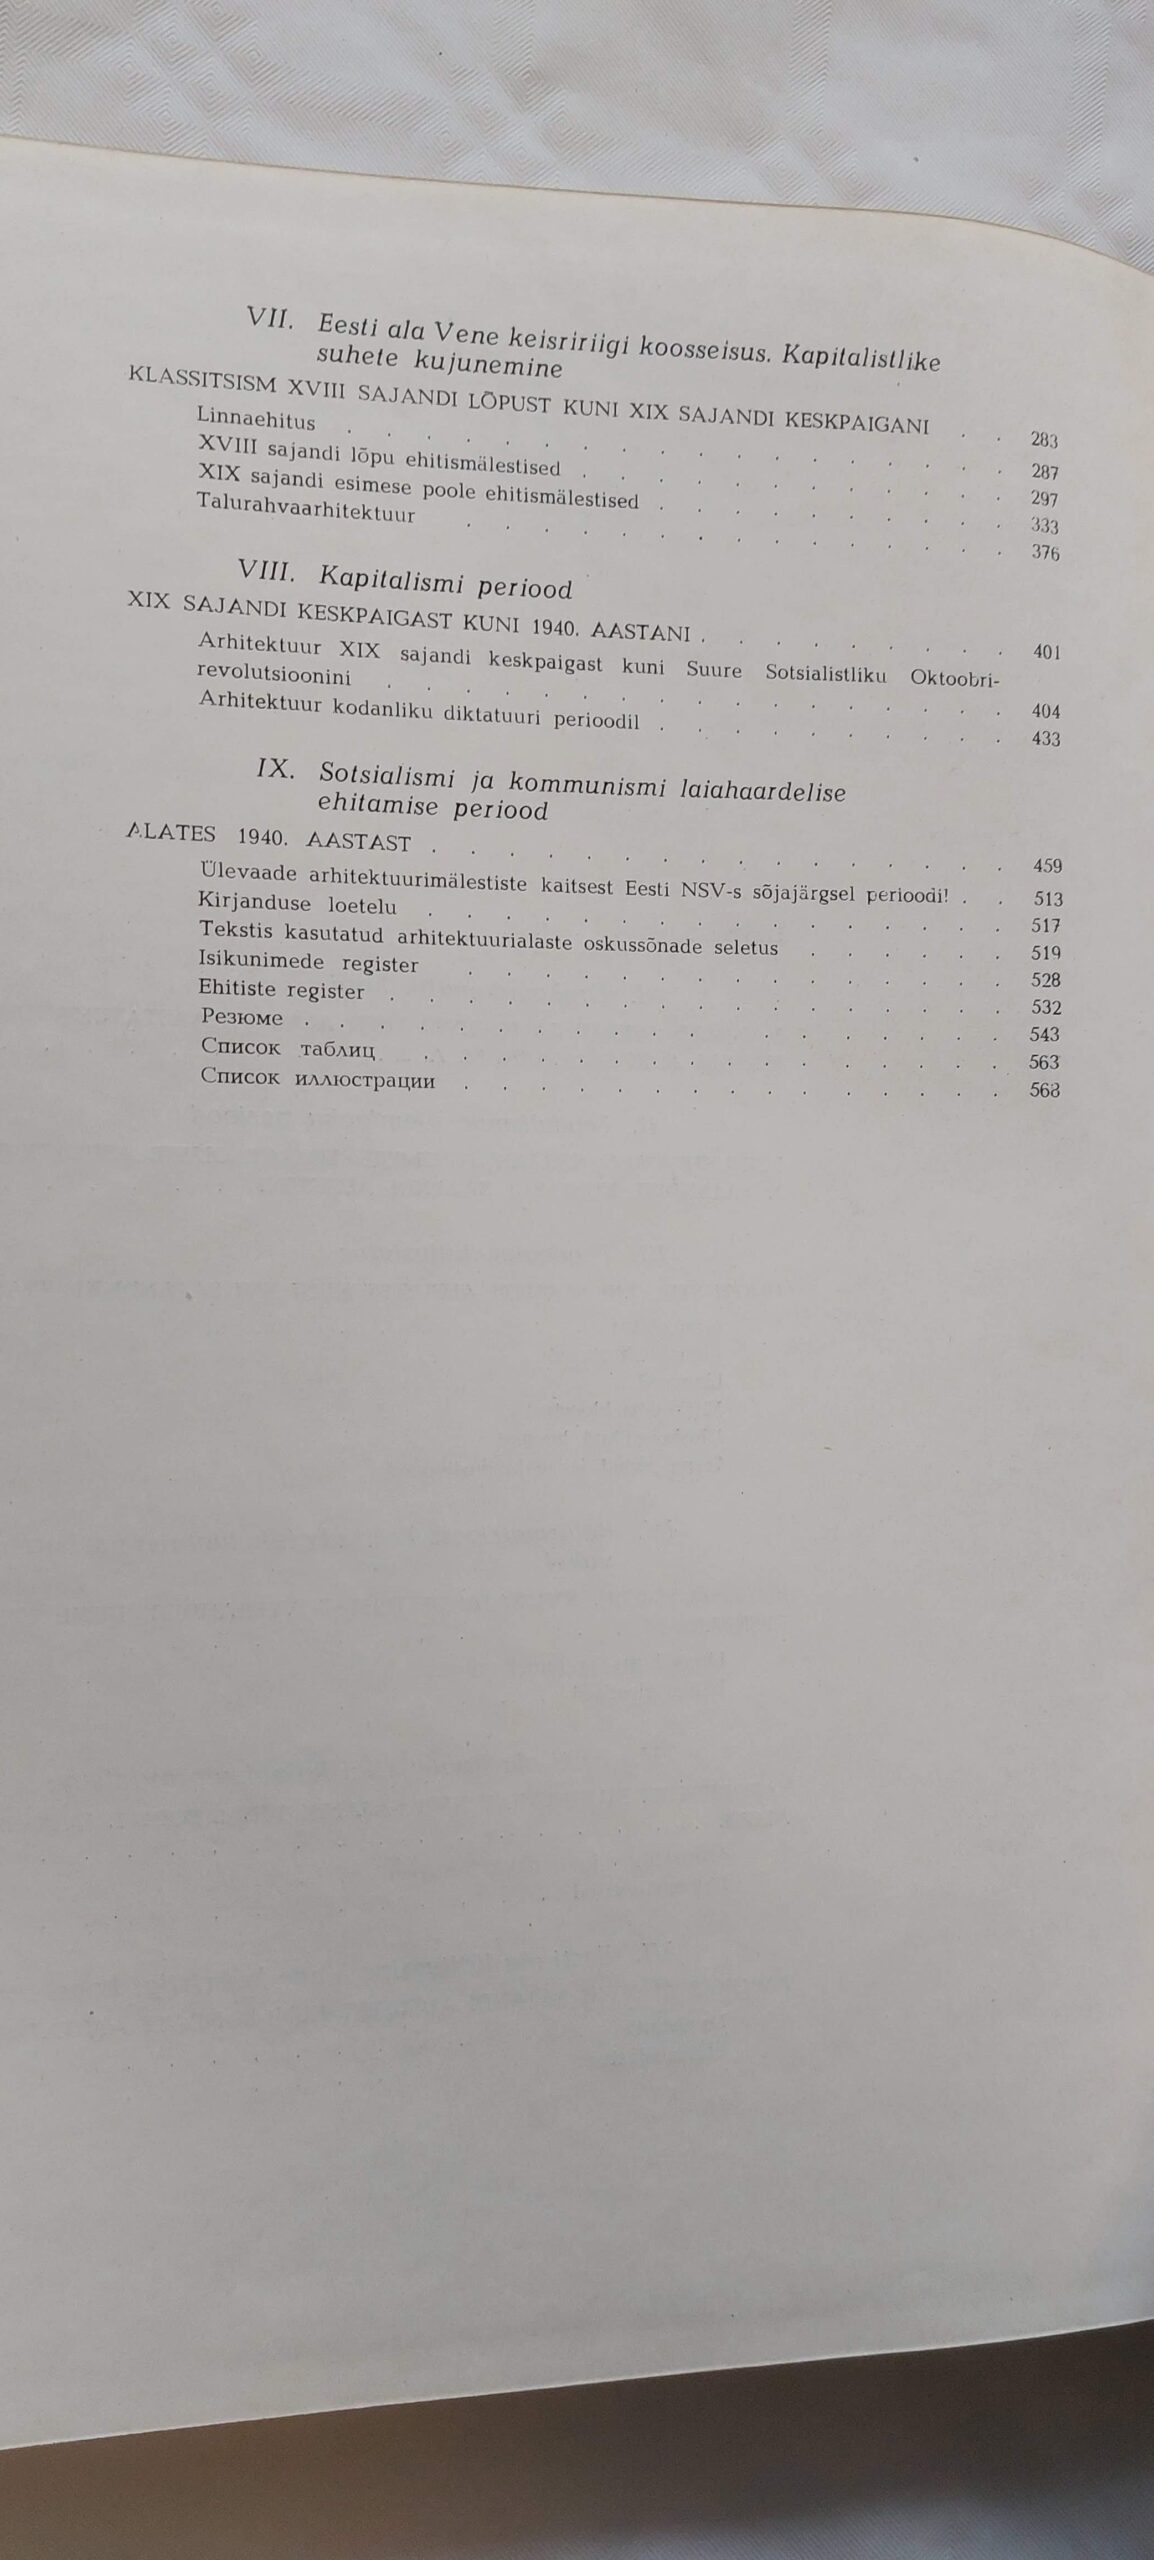 VII. Eesti ala Vene keisririigi koosseisus. Kapitalistlike
suhete kujunemine
KLASSITSISM XVIII SAJANDI LÕPUST KUNI XIX SAJANDI KESKPAIGANI . . 283
Linnaehitus . . . . . . . . . . . . . . . . . . 287
XVIII sajandi lõpu ehitismälestised . . . . . . . . . . . . 297
XIX sajandi esimese poole ehitismälestised . . . . . . . . . . 333
Talurahvaarhitektuur . . . . . . . . . . . . . . . 376
VIII. Kapitalismi periood
XIX SAJANDI KESKPAIGAST KUNI 1940. AASTANI . . . . . . . . . 401
Arhitektuur XIX sajandi keskpaigast kuni Suure Sotsialistliku Oktoobri-
revolutsioonini . . . . . . . . . . . . . . . . . 404
Arhitektuur kodanliku diktatuuri perioodil . . . . . . . . . . 433
IX. Sotsialismi ja kommunismi laiahaardelise
ehitamise periood
ALATES 1940. AASTAST . . . . . . . . . . . . . . . . 459
Ülevaade arhitektuurimälestiste kaitsest Eesti NSV-s sõjajärgsel perioodi! . . 513
Kirjanduse loetelu . . . . . . . . . . . . . . . . 517
Tekstis kasutatud arhitektuurialaste oskussõnade seletus . . . . . . 519
Isikunimede register . . . . . . . . . . . . . . . 528
Ehitiste register . . . . . . . . . . . . . . . . . 532
Резюме . . . . . . . . . . . . . . . . . . . 543
Список таблиц . . . . . . . . . . . . . . . . 563
Список иллюстрации . . . . . . . . . . . . . . 568